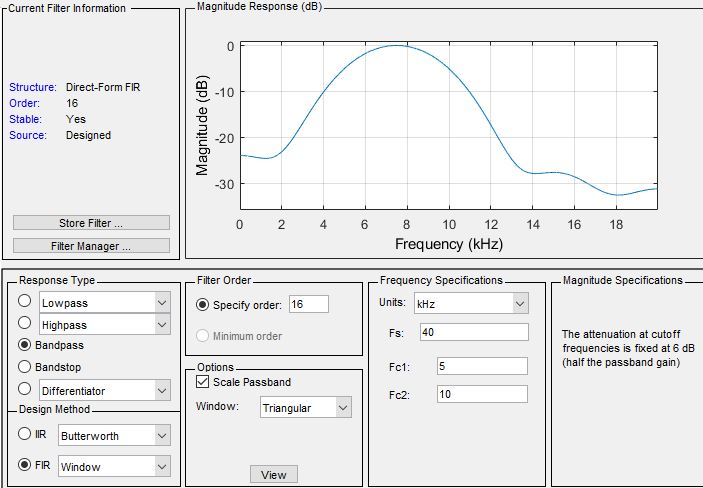 Current Filter Information
Structure: Direct-Form FIR
Order: 16
Stable: Yes
Source: Designed
Store Filter ...
Filter Manager ...
Magnitude Response (dB)
Magnitude (dB)
0
-10
-20
-30
0 2 4 6 8 10 12 14 16 18
Frequency (kHz)
Response Type
Lowpass
Highpass
Bandpass
Bandstop
Differentiator
Design Method
IIR Butterworth
FIR Window
Filter Order
Specify order: 16
Minimum order
Options
Scale Passband
Window: Triangular
View
Frequency Specifications
Units: kHz
Fs: 40
Fc1: 5
Fc2: 10
Magnitude Specifications
The attenuation at cutoff
frequencies is fixed at 6 dB
(half the passband gain)